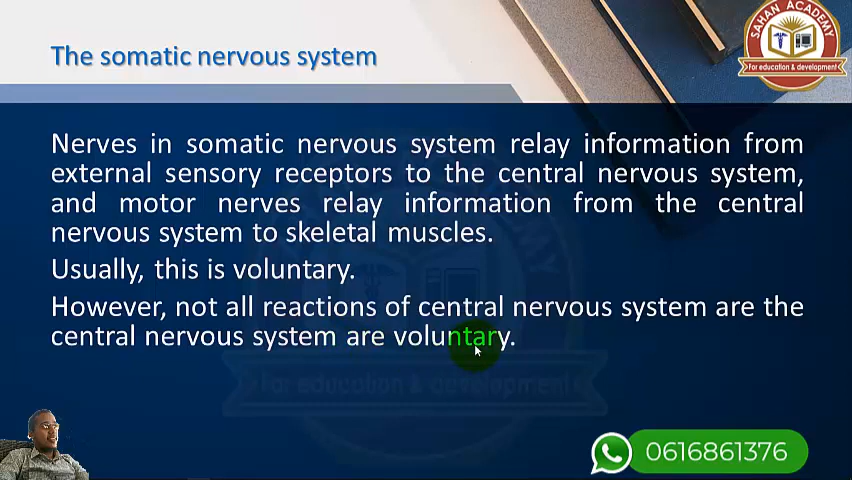 The somatic nervous system
SAHAN ACADEMY
For education & development
Nerves in somatic nervous system relay information from
external sensory receptors to the central nervous system,
and motor nerves relay information from the central
nervous system to skeletal muscles.
Usually, this is voluntary.
However, not all reactions of central nervous system are the
central nervous system are voluntary.
For education & development
0616861376